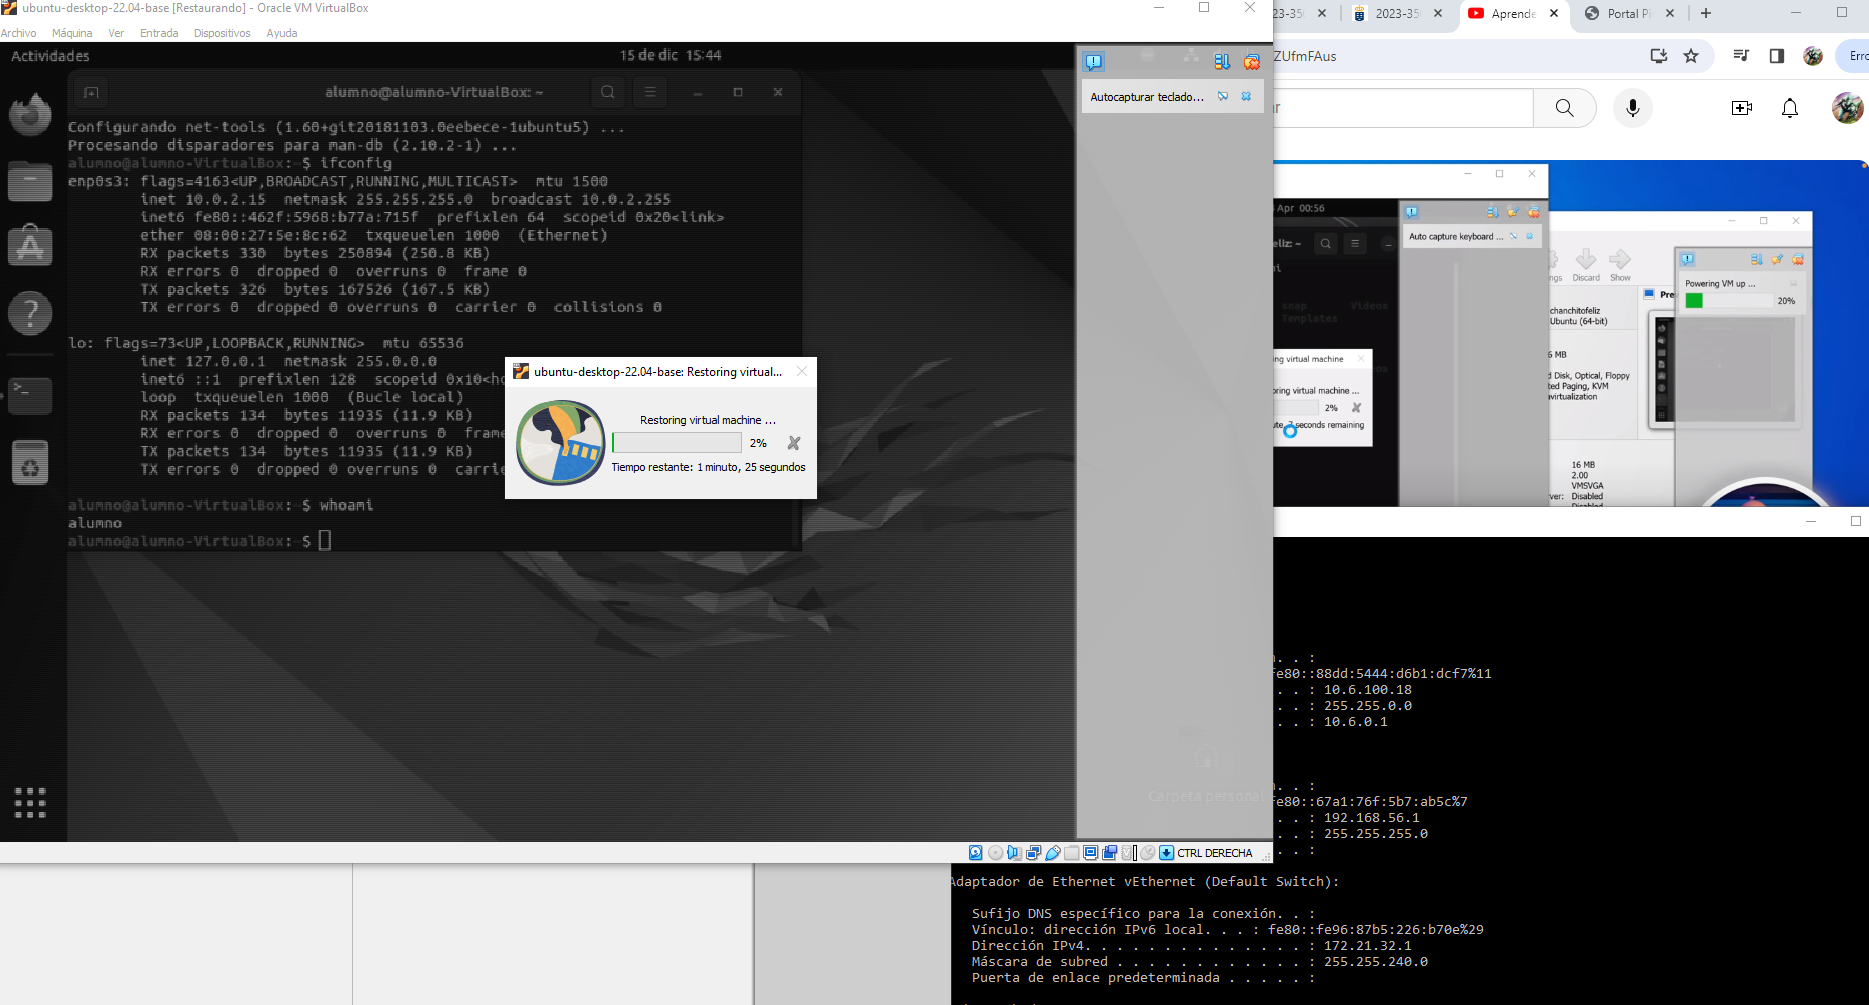 ubuntu-desktop-22.04-base [Restaurando] - Oracle VM VirtualBox
Archivo Máquina Ver Entrada Dispositivos Ayuda
Actividades
15 de dic 15:44
alumno@alumno-VirtualBox: ~
Configurando net-tools (1.60+git20181103.0eebece-1ubuntu5) ...
Procesando disparadores para man-db (2.10.2-1) ...
alumno@alumno-VirtualBox:~$ ifconfig
enp0s3: flags=4163<UP,BROADCAST,RUNNING,MULTICAST> mtu 1500
inet 10.0.2.15 netmask 255.255.255.0 broadcast 10.0.2.255
inet6 fe80::462f:5968:b77a:715f prefixlen 64 scopeid 0x20<link>
ether 08:00:27:5e:8c:62 txqueuelen 1000 (Ethernet)
RX packets 330 bytes 250894 (250.8 KB)
RX errors 0 dropped 0 overruns 0 frame 0
TX packets 326 bytes 167526 (167.5 KB)
TX errors 0 dropped 0 overruns 0 carrier 0 collisions 0
lo: flags=73<UP,LOOPBACK,RUNNING> mtu 65536
inet 127.0.0.1 netmask 255.0.0.0
inet6 ::1 prefixlen 128 scopeid 0x10<ho
loop txqueuelen 1000 (Bucle local)
RX packets 134 bytes 11935 (11.9 KB)
RX errors 0 dropped 0 overruns 0 frame
TX packets 134 bytes 11935 (11.9 KB)
TX errors 0 dropped 0 overruns 0 carrie
alumno@alumno-VirtualBox:~$ whoami
alumno
alumno@alumno-VirtualBox:~$
ubuntu-desktop-22.04-base: Restoring virtual...
Restoring virtual machine ...
2%
Tiempo restante: 1 minuto, 25 segundos
Autocapturar teclado...
Carpeta personal
CTRL DERECHA
23-35
2023-35
Aprende
Portal Pi
ZUfmFAus
Erro
ar
Apr 00:56
eliz: ~
Auto capture keyboard ...
snap Videos
Templates
ing virtual machine
oring virtual machine ...
2%
ute, 2 seconds remaining
ngs Discard Show
Pre
chanchitofeliz
Ubuntu (64-bit)
6 MB
d Disk, Optical, Floppy
ted Paging, KVM
avirtualization
16 MB
2.00
VMSVGA
rver: Disabled
Disabled
Powering VM up ...
20%
n. . :
fe80::88dd:5444:d6b1:dcf7%11
. . : 10.6.100.18
. . : 255.255.0.0
. . : 10.6.0.1
n. . :
fe80::67a1:76f:5b7:ab5c%7
. . : 192.168.56.1
. . : 255.255.255.0
. . :
Adaptador de Ethernet vEthernet (Default Switch):
Sufijo DNS específico para la conexión. . :
Vínculo: dirección IPv6 local. . . : fe80::fe96:87b5:226:b70e%29
Dirección IPv4. . . . . . . . . . . . . . : 172.21.32.1
Máscara de subred . . . . . . . . . . . . : 255.255.240.0
Puerta de enlace predeterminada . . . . . :